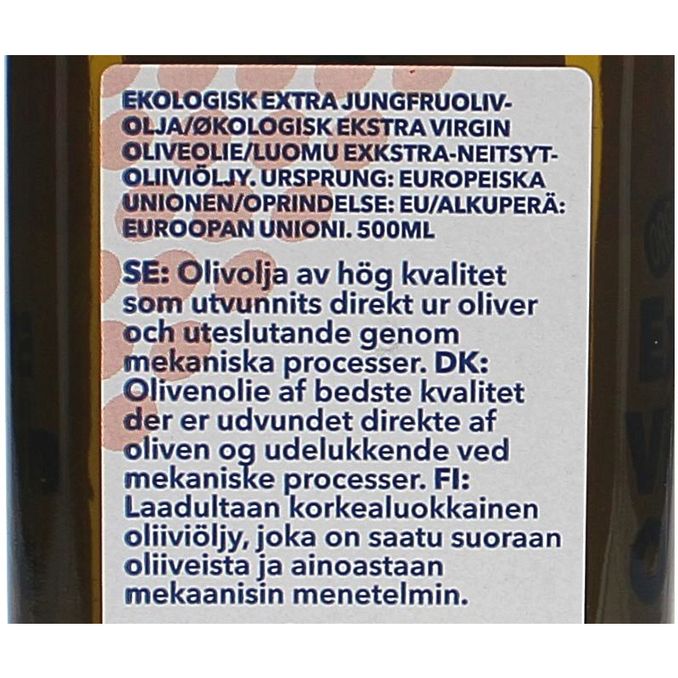 EKOLOGISK EXTRA JUNGFRUOLIV-
OLJA/ØKOLOGISK EKSTRA VIRGIN
OLIVEOLIE/LUOMU EXKSTRA-NEITSYT-
OLIIVIÖLJY. URSPRUNG: EUROPEISKA
UNIONEN/OPRINDELSE: EU/ALKUPERÄ:
EUROOPAN UNIONI. 500ML
SE: Olivolja av hög kvalitet
som utvunnits direkt ur oliver
och uteslutande genom
mekaniska processer. DK:
Olivenolie af bedste kvalitet
der er udvundet direkte af
oliven og udelukkende ved
mekaniske processer. FI:
Laadultaan korkealuokkainen
oliiviöljy, joka on saatu suoraan
oliiveista ja ainoastaan
mekaanisin menetelmin.